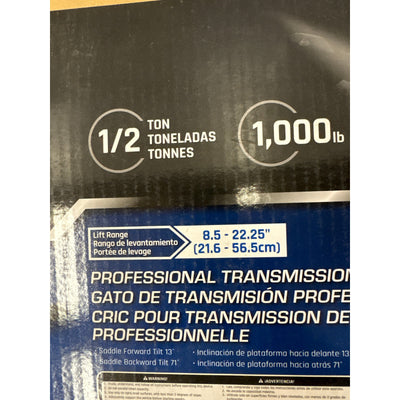 1/2
TON
TONELADAS
TONNES
1,000 lb
Lift Range
Rango de levantamiento
Portée de levage
8.5 - 22.25"
(21.6 - 56.5cm)
PROFESSIONAL TRANSMISSION
GATO DE TRANSMISIÓN PROFE
CRIC POUR TRANSMISSION DE
PROFESSIONNELLE
• Saddle Forward Tilt 13°
• Saddle Backward Tilt 71°
• Inclinación de plataforma hacia delante 13
• Inclinación de plataforma hacia atrás 71°
WARNING!
¡ADVERTENCIA!